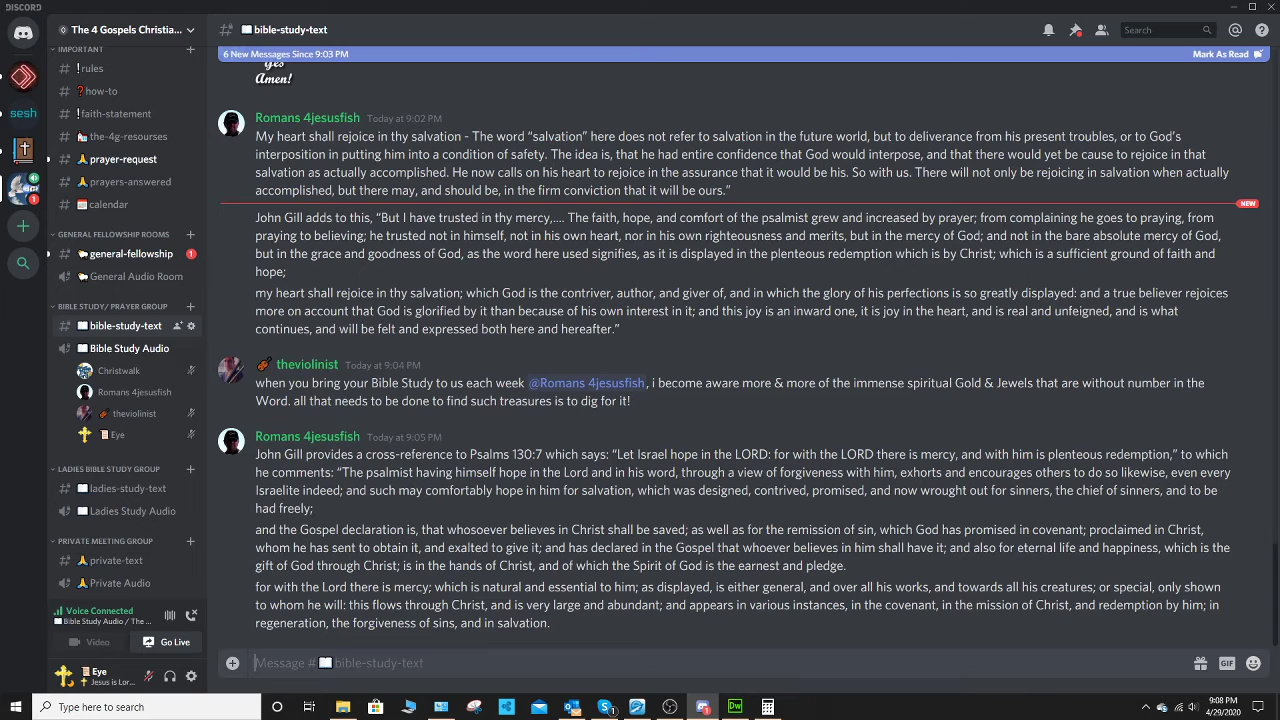 DISCORD
The 4 Gospels Christia...
bible-study-text
Search
6 New Messages Since 9:03 PM
Mark As Read
IMPORTANT
rules
how-to
faith-statement
the-4g-resourses
prayer-request
prayers-answered
calendar
GENERAL FELLOWSHIP ROOMS
general-fellowship 1
General Audio Room
BIBLE STUDY/ PRAYER GROUP
bible-study-text
Bible Study Audio
Christwalk
Romans 4jesusfish
theviolinist
Eye
LADIES BIBLE STUDY GROUP
ladies-study-text
Ladies Study Audio
PRIVATE MEETING GROUP
private-text
Private Audio
Voice Connected
Bible Study Audio / The ...
Video
Go Live
Eye
Jesus is Lor...
sesh
1
Yes
Amen!
Romans 4jesusfish Today at 9:02 PM
My heart shall rejoice in thy salvation - The word “salvation” here does not refer to salvation in the future world, but to deliverance from his present troubles, or to God’s
interposition in putting him into a condition of safety. The idea is, that he had entire confidence that God would interpose, and that there would yet be cause to rejoice in that
salvation as actually accomplished. He now calls on his heart to rejoice in the assurance that it would be his. So with us. There will not only be rejoicing in salvation when actually
accomplished, but there may, and should be, in the firm conviction that it will be ours.”
NEW
John Gill adds to this, “But I have trusted in thy mercy,.... The faith, hope, and comfort of the psalmist grew and increased by prayer; from complaining he goes to praying, from
praying to believing; he trusted not in himself, not in his own heart, nor in his own righteousness and merits, but in the mercy of God; and not in the bare absolute mercy of God,
but in the grace and goodness of God, as the word here used signifies, as it is displayed in the plenteous redemption which is by Christ; which is a sufficient ground of faith and
hope;
my heart shall rejoice in thy salvation; which God is the contriver, author, and giver of, and in which the glory of his perfections is so greatly displayed: and a true believer rejoices
more on account that God is glorified by it than because of his own interest in it; and this joy is an inward one, it is joy in the heart, and is real and unfeigned, and is what
continues, and will be felt and expressed both here and hereafter.”
theviolinist Today at 9:04 PM
when you bring your Bible Study to us each week @Romans 4jesusfish, i become aware more & more of the immense spiritual Gold & Jewels that are without number in the
Word. all that needs to be done to find such treasures is to dig for it!
Romans 4jesusfish Today at 9:05 PM
John Gill provides a cross-reference to Psalms 130:7 which says: “Let Israel hope in the LORD: for with the LORD there is mercy, and with him is plenteous redemption,” to which
he comments: “The psalmist having himself hope in the Lord and in his word, through a view of forgiveness with him, exhorts and encourages others to do so likewise, even every
Israelite indeed; and such may comfortably hope in him for salvation, which was designed, contrived, promised, and now wrought out for sinners, the chief of sinners, and to be
had freely;
and the Gospel declaration is, that whosoever believes in Christ shall be saved; as well as for the remission of sin, which God has promised in covenant; proclaimed in Christ,
whom he has sent to obtain it, and exalted to give it; and has declared in the Gospel that whoever believes in him shall have it; and also for eternal life and happiness, which is the
gift of God through Christ; is in the hands of Christ, and of which the Spirit of God is the earnest and pledge.
for with the Lord there is mercy; which is natural and essential to him; as displayed, is either general, and over all his works, and towards all his creatures; or special, only shown
to whom he will: this flows through Christ, and is very large and abundant; and appears in various instances, in the covenant, in the mission of Christ, and redemption by him; in
regeneration, the forgiveness of sins, and in salvation.
Message # bible-study-text
GIF
Type here to search
Dw
9:08 PM
4/29/2020